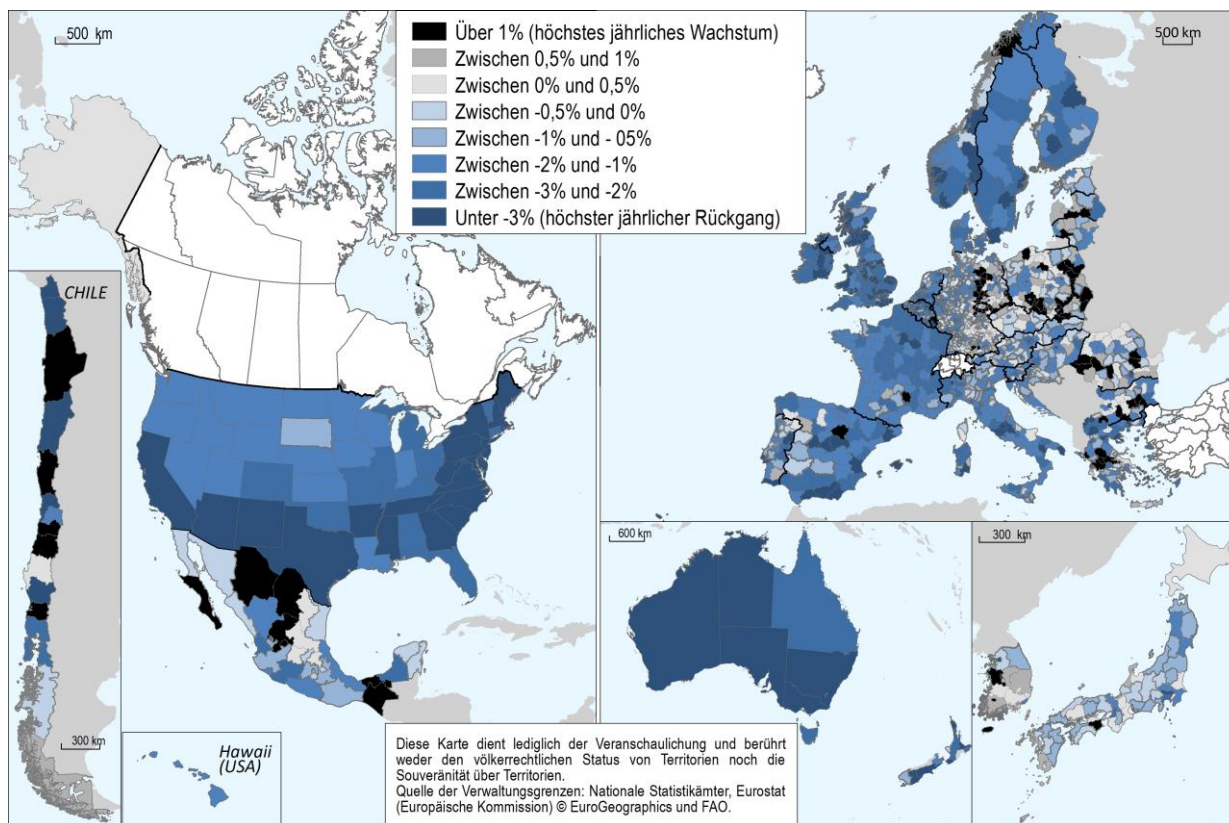 500 km
Über 1% (höchstes jährliches Wachstum)
Zwischen 0,5% und 1%
Zwischen 0% und 0,5%
Zwischen -0,5% und 0%
Zwischen -1% und - 05%
Zwischen -2% und -1%
Zwischen -3% und -2%
Unter -3% (höchster jährlicher Rückgang)
500 km
CHILE
300 km
Hawaii
(USA)
600 km
300 km
Diese Karte dient lediglich der Veranschaulichung und berührt
weder den völkerrechtlichen Status von Territorien noch die
Souveränität über Territorien.
Quelle der Verwaltungsgrenzen: Nationale Statistikämter, Eurostat
(Europäische Kommission) © EuroGeographics und FAO.